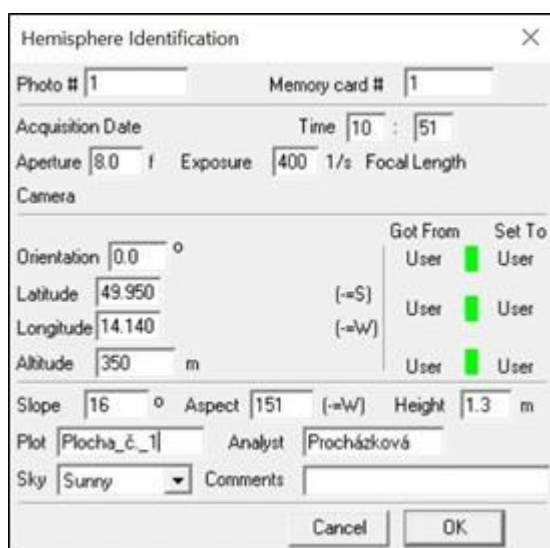 Hemisphere Identification
Photo # 1 Memory card # 1
Acquisition Date Time 10 : 51
Aperture 8.0 f Exposure 400 1/s Focal Length
Camera
Got From Set To
Orientation 0.0 º User User
Latitude 49.950 (-=S)
User User
Longitude 14.140 (-=W)
Altitude 350 m User User
Slope 16 º Aspect 151 (-=W) Height 1.3 m
Plot Plocha_č._1 Analyst Procházková
Sky Sunny Comments
Cancel OK